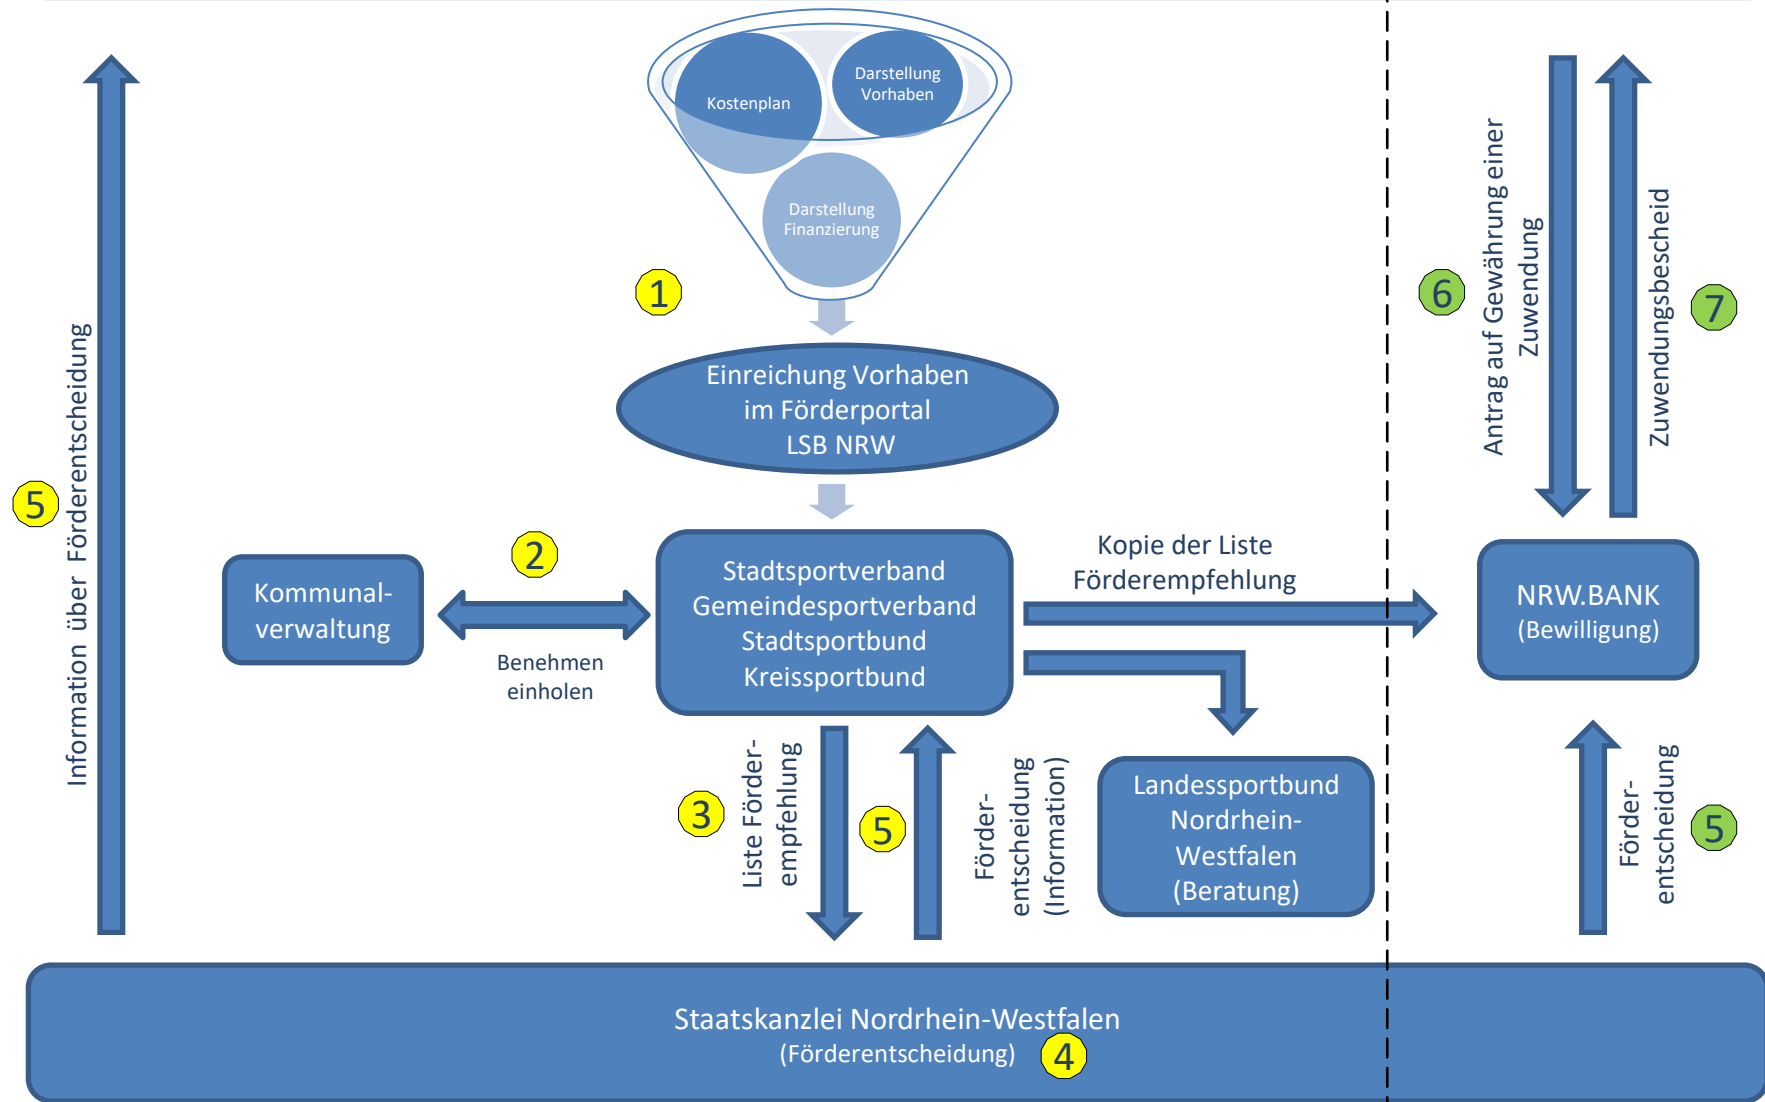 Kostenplan
Darstellung
Vorhaben
Darstellung
Finanzierung
1
Einreichung Vorhaben
im Förderportal
LSB NRW
5
Information über Förderentscheidung
Kommunal-
verwaltung
2
Benehmen
einholen
Stadtsportverband
Gemeindesportverband
Stadtsportbund
Kreissportbund
Kopie der Liste
Förderempfehlung
6
Antrag auf Gewährung einer
Zuwendung
Zuwendungsbescheid
7
NRW.BANK
(Bewilligung)
3
Liste Förder-
empfehlung
5
Förder-
entscheidung
(Information)
Landessportbund
Nordrhein-
Westfalen
(Beratung)
Förder-
entscheidung
5
Staatskanzlei Nordrhein-Westfalen
(Förderentscheidung)
4